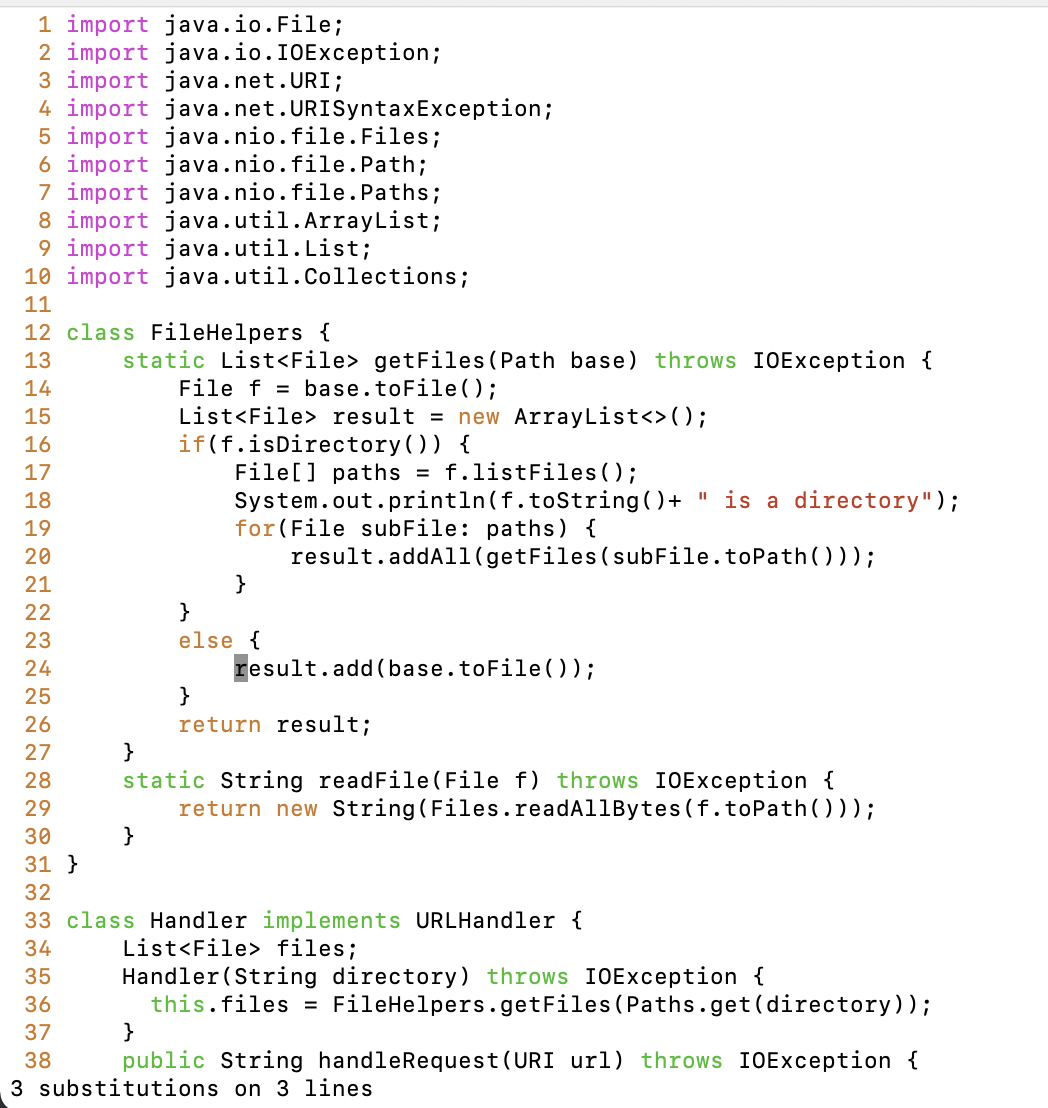 1 import java.io.File;
2 import java.io.IOException;
3 import java.net.URI;
4 import java.net.URISyntaxException;
5 import java.nio.file.Files;
6 import java.nio.file.Path;
7 import java.nio.file.Paths;
8 import java.util.ArrayList;
9 import java.util.List;
10 import java.util.Collections;
11
12 class FileHelpers {
13     static List<File> getFiles(Path base) throws IOException {
14         File f = base.toFile();
15         List<File> result = new ArrayList<>();
16         if(f.isDirectory()) {
17             File[] paths = f.listFiles();
18             System.out.println(f.toString()+ " is a directory");
19             for(File subFile: paths) {
20                 result.addAll(getFiles(subFile.toPath()));
21             }
22         }
23         else {
24             result.add(base.toFile());
25         }
26         return result;
27     }
28     static String readFile(File f) throws IOException {
29         return new String(Files.readAllBytes(f.toPath()));
30     }
31 }
32
33 class Handler implements URLHandler {
34     List<File> files;
35     Handler(String directory) throws IOException {
36       this.files = FileHelpers.getFiles(Paths.get(directory));
37     }
38     public String handleRequest(URI url) throws IOException {
3 substitutions on 3 lines